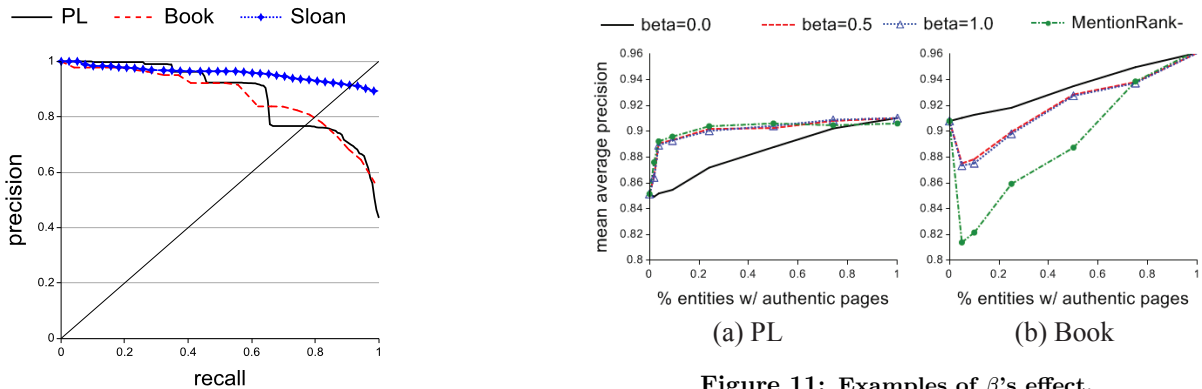 PL Book Sloan
precision
1
0.8
0.6
0.4
0.2
0
0 0.2 0.4 0.6 0.8 1
recall
beta=0.0 beta=0.5 beta=1.0 MentionRank-
mean average precision
0.96
0.94
0.92
0.9
0.88
0.86
0.84
0.82
0.8
0 0.2 0.4 0.6 0.8 1
% entities w/ authentic pages
(a) PL
0.96
0.94
0.92
0.9
0.88
0.86
0.84
0.82
0.8
0 0.2 0.4 0.6 0.8 1
% entities w/ authentic pages
(b) Book
Figure 11: Examples of β's effect.